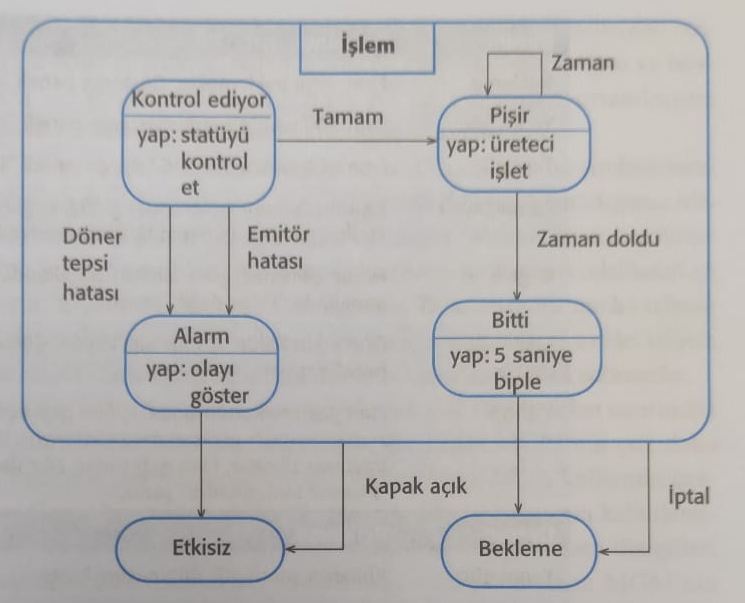 İşlem
Zaman
Kontrol ediyor
yap: statüyü
kontrol
et
Tamam
Pişir
yap: üreteci
işlet
Döner
tepsi
hatası
Emitör
hatası
Zaman doldu
Alarm
yap: olayı
göster
Bitti
yap: 5 saniye
biple
Kapak açık
İptal
Etkisiz
Bekleme